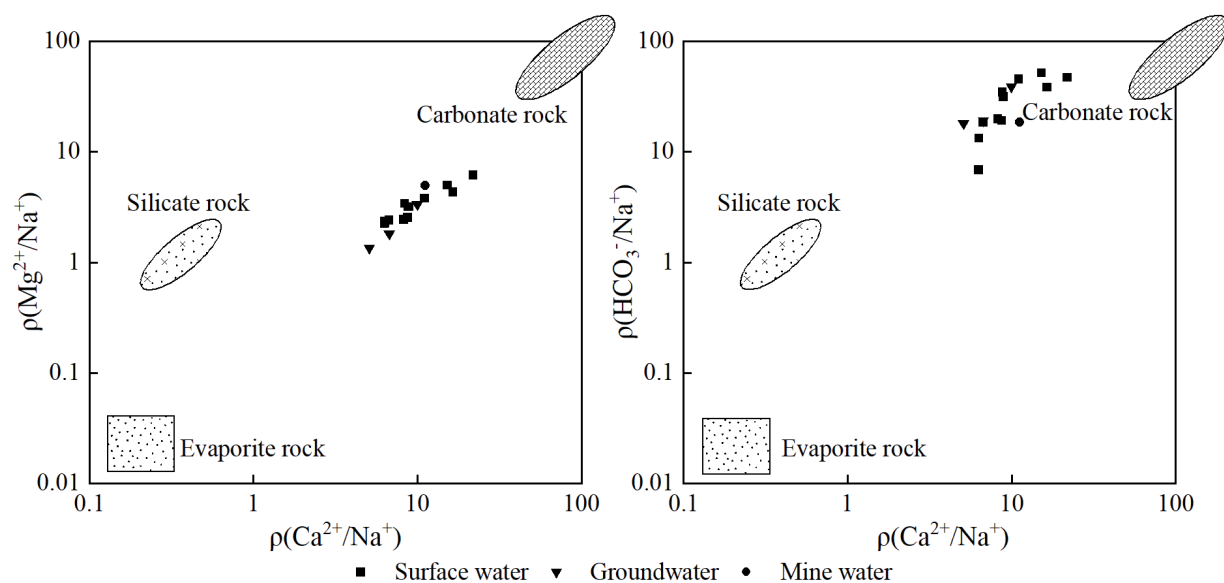 100
10
1
0.1
0.01
0.1
1
10
100
ρ(Mg²⁺/Na⁺)
ρ(Ca²⁺/Na⁺)
Carbonate rock
Silicate rock
Evaporite rock
100
10
1
0.1
0.01
0.1
1
10
100
ρ(HCO₃⁻/Na⁺)
ρ(Ca²⁺/Na⁺)
Carbonate rock
Silicate rock
Evaporite rock
Surface water Groundwater Mine water